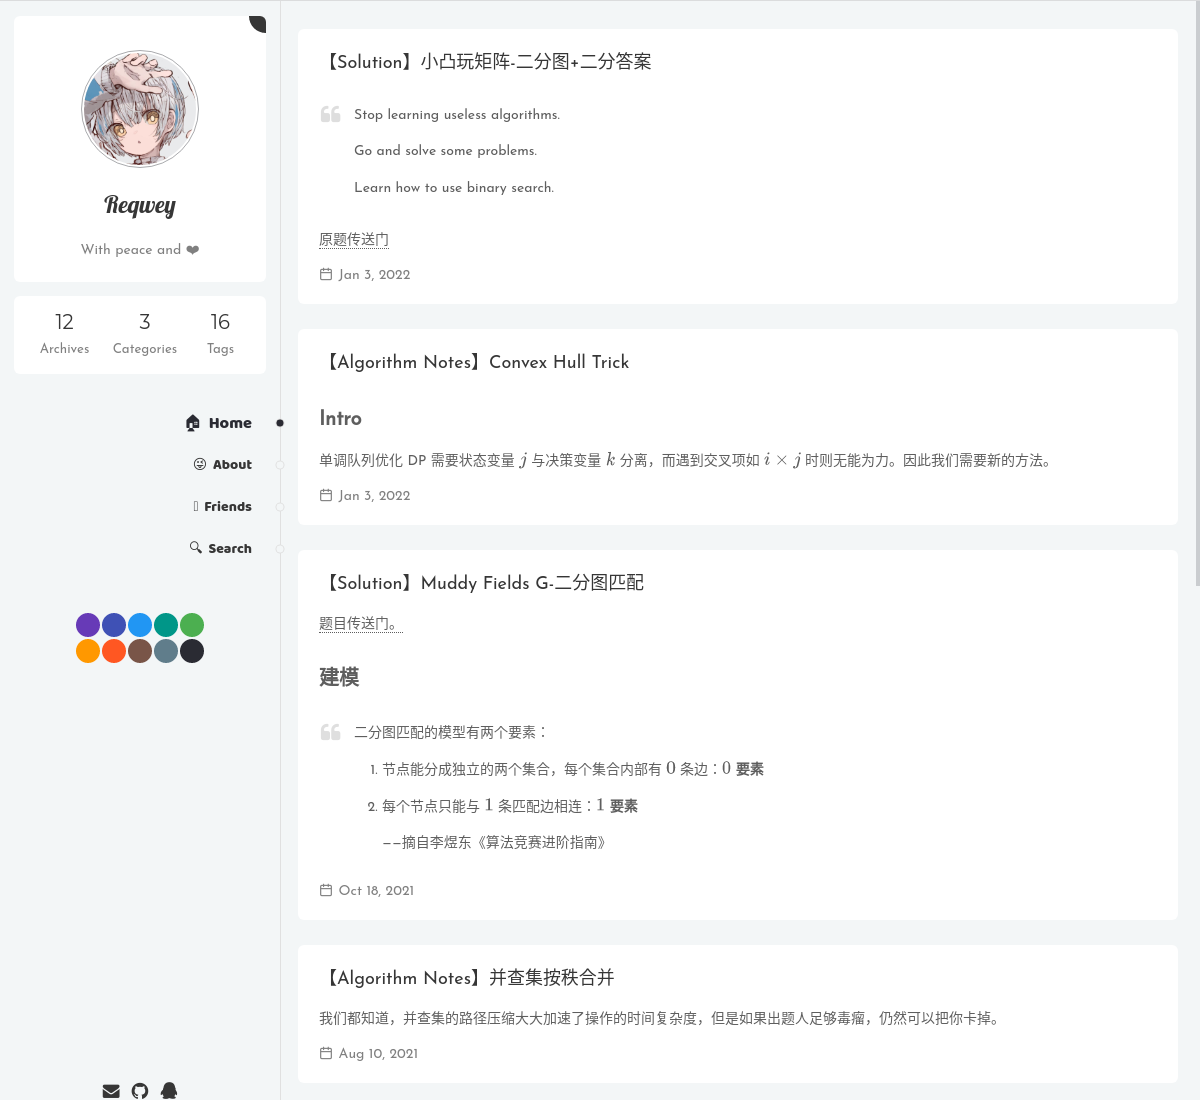 Reqwey
With peace and ❤
12 3 16
Archives Categories Tags
🏠 Home
😜 About
Friends
🔍 Search
【Solution】小凸玩矩阵-二分图+二分答案
Stop learning useless algorithms.
Go and solve some problems.
Learn how to use binary search.
原题传送门
Jan 3, 2022
【Algorithm Notes】Convex Hull Trick
Intro
单调队列优化 DP 需要状态变量 j 与决策变量 k 分离，而遇到交叉项如 i × j 时则无能为力。因此我们需要新的方法。
Jan 3, 2022
【Solution】Muddy Fields G-二分图匹配
题目传送门。
建模
二分图匹配的模型有两个要素：
1. 节点能分成独立的两个集合，每个集合内部有 0 条边：0 要素
2. 每个节点只能与 1 条匹配边相连：1 要素
——摘自李煜东《算法竞赛进阶指南》
Oct 18, 2021
【Algorithm Notes】并查集按秩合并
我们都知道，并查集的路径压缩大大加速了操作的时间复杂度，但是如果出题人足够毒瘤，仍然可以把你卡掉。
Aug 10, 2021